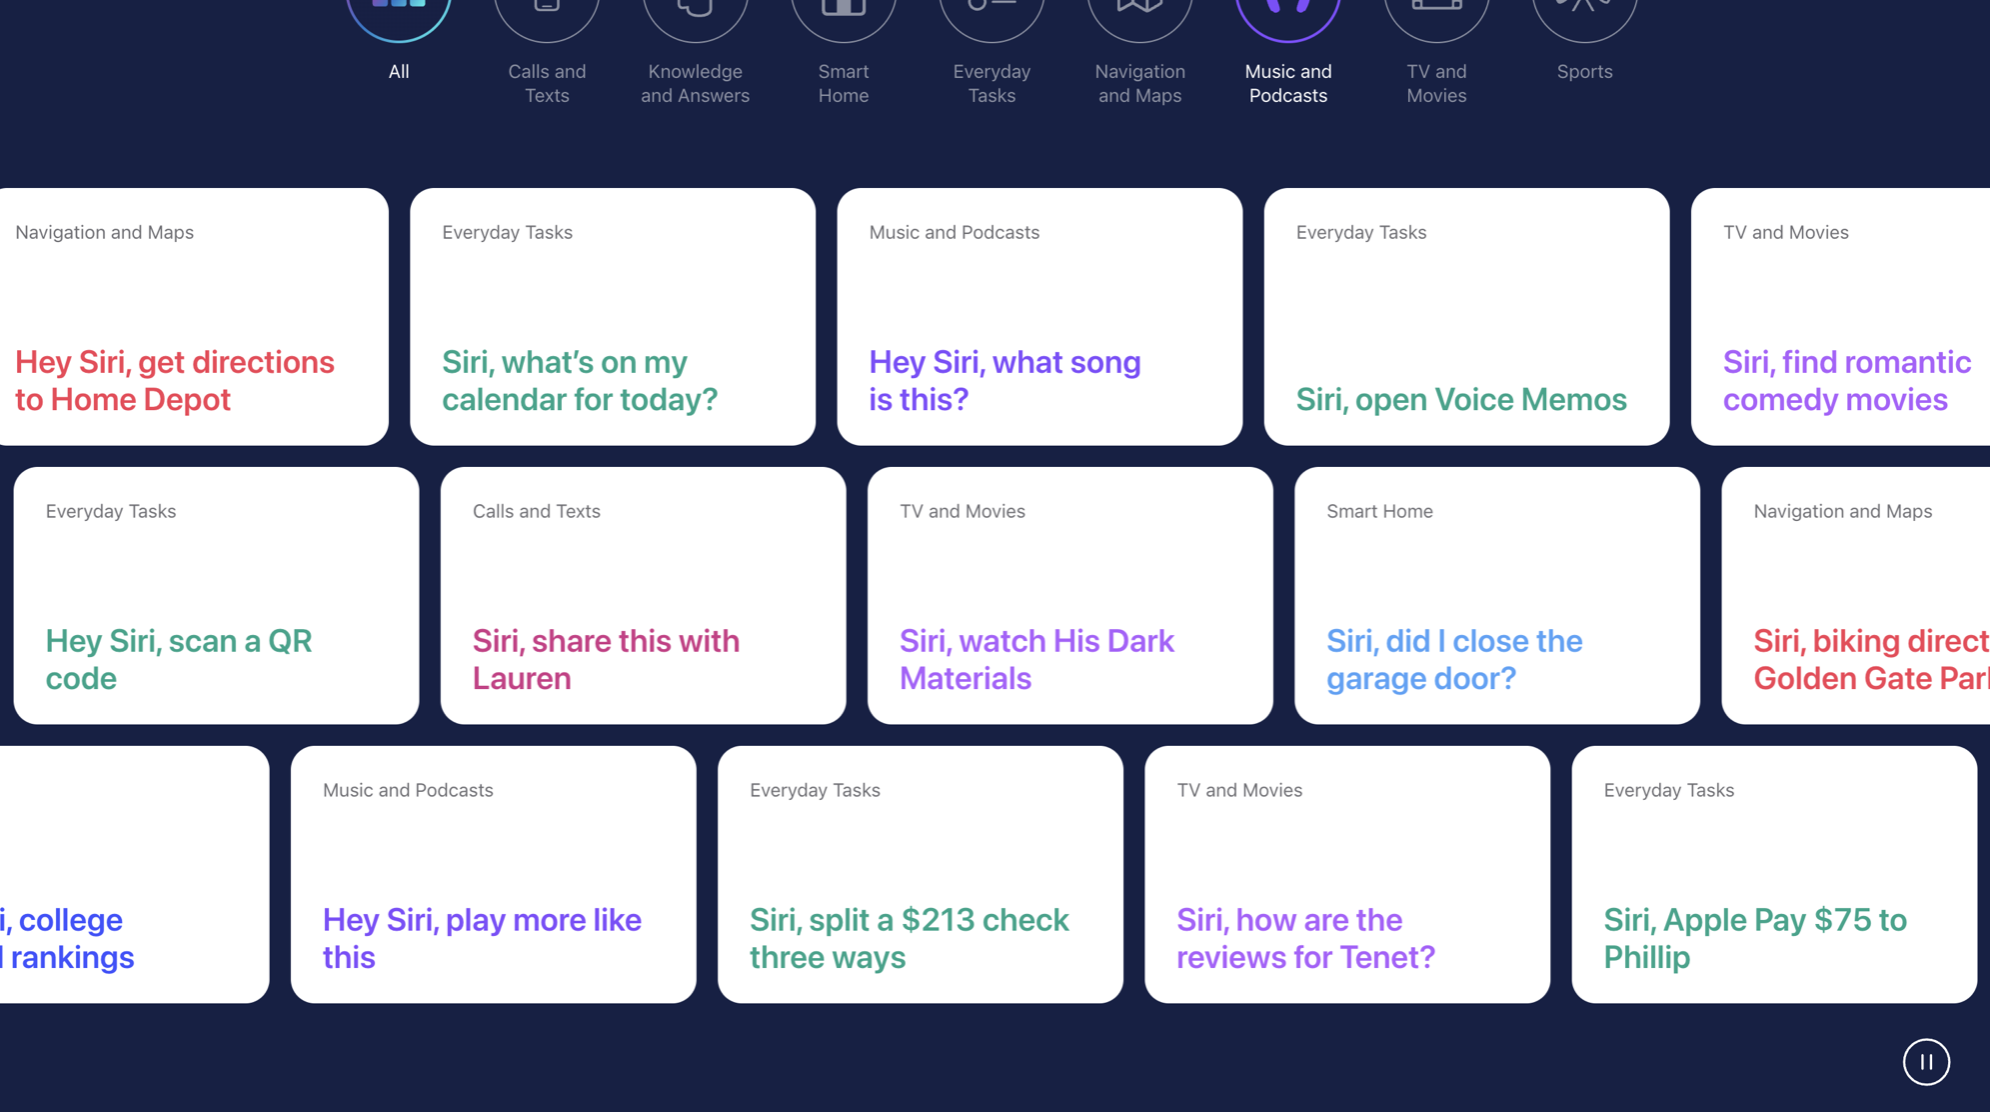 All
Calls and
Texts
Knowledge
and Answers
Smart
Home
Everyday
Tasks
Navigation
and Maps
Music and
Podcasts
TV and
Movies
Sports
Navigation and Maps
Hey Siri, get directions
to Home Depot
Everyday Tasks
Siri, what’s on my
calendar for today?
Music and Podcasts
Hey Siri, what song
is this?
Everyday Tasks
Siri, open Voice Memos
TV and Movies
Siri, find romantic
comedy movies
Everyday Tasks
Hey Siri, scan a QR
code
Calls and Texts
Siri, share this with
Lauren
TV and Movies
Siri, watch His Dark
Materials
Smart Home
Siri, did I close the
garage door?
Navigation and Maps
Siri, biking direct
Golden Gate Par
college
rankings
Music and Podcasts
Hey Siri, play more like
this
Everyday Tasks
Siri, split a $213 check
three ways
TV and Movies
Siri, how are the
reviews for Tenet?
Everyday Tasks
Siri, Apple Pay $75 to
Phillip